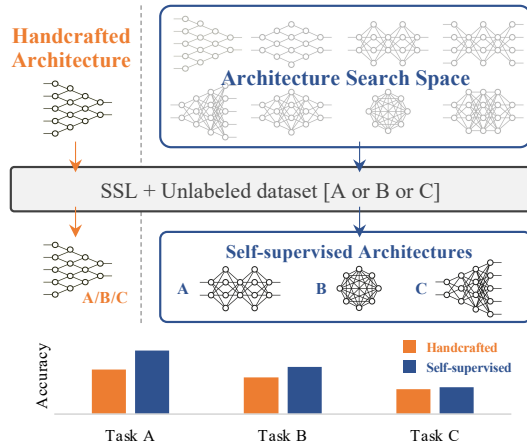 Handcrafted
Architecture
Architecture Search Space
SSL + Unlabeled dataset [A or B or C]
A/B/C
Self-supervised Architectures
A
B
C
Accuracy
Handcrafted
Self-supervised
Task A
Task B
Task C